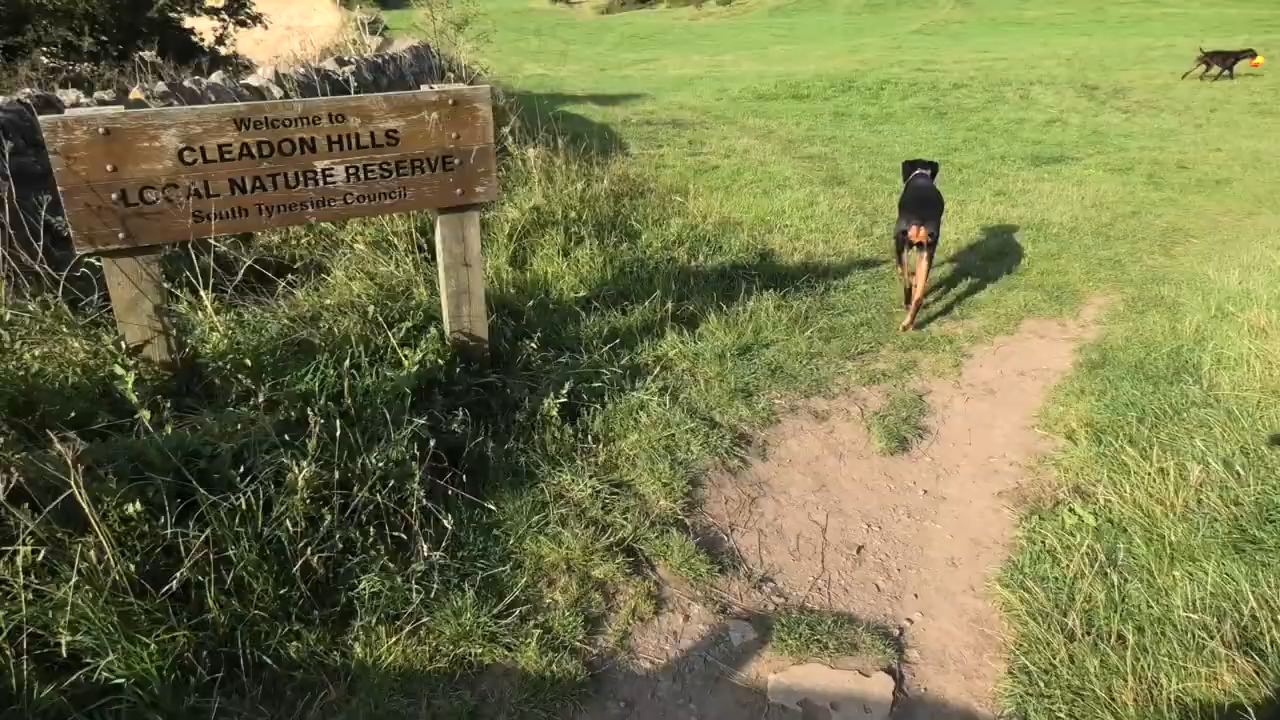 Welcome to
CLEADON HILLS
LOCAL NATURE RESERVE
South Tyneside Council